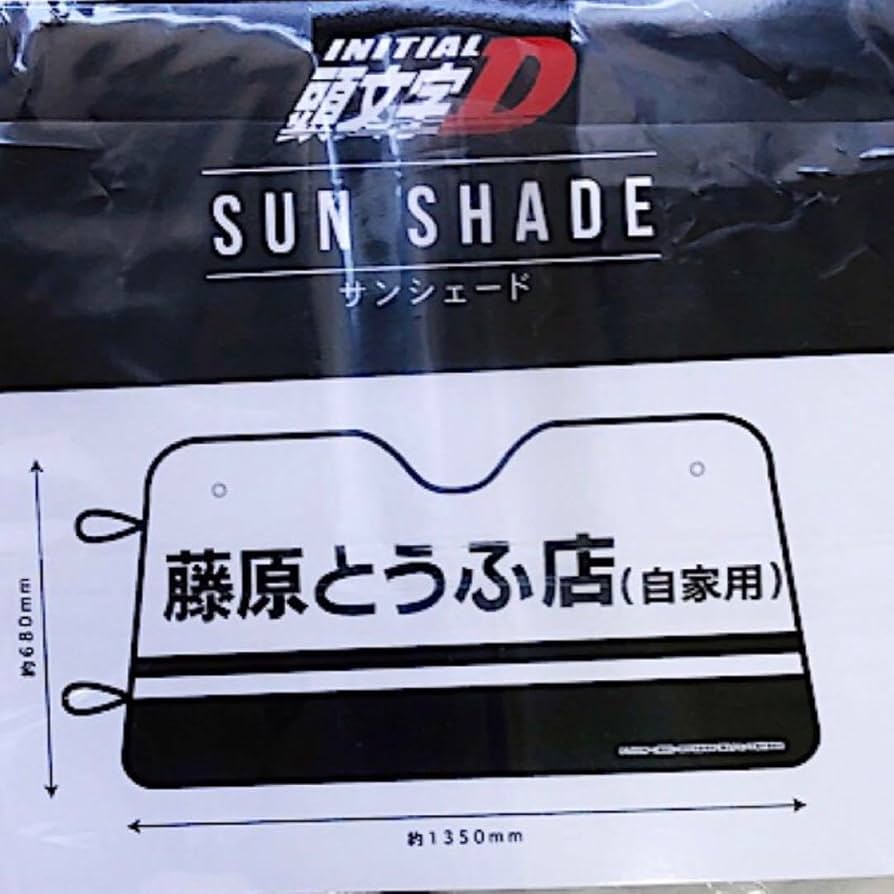 INITIAL
頭文字D
SUN SHADE
サンシェード
藤原とうふ店(自家用)
約680mm
約1350mm